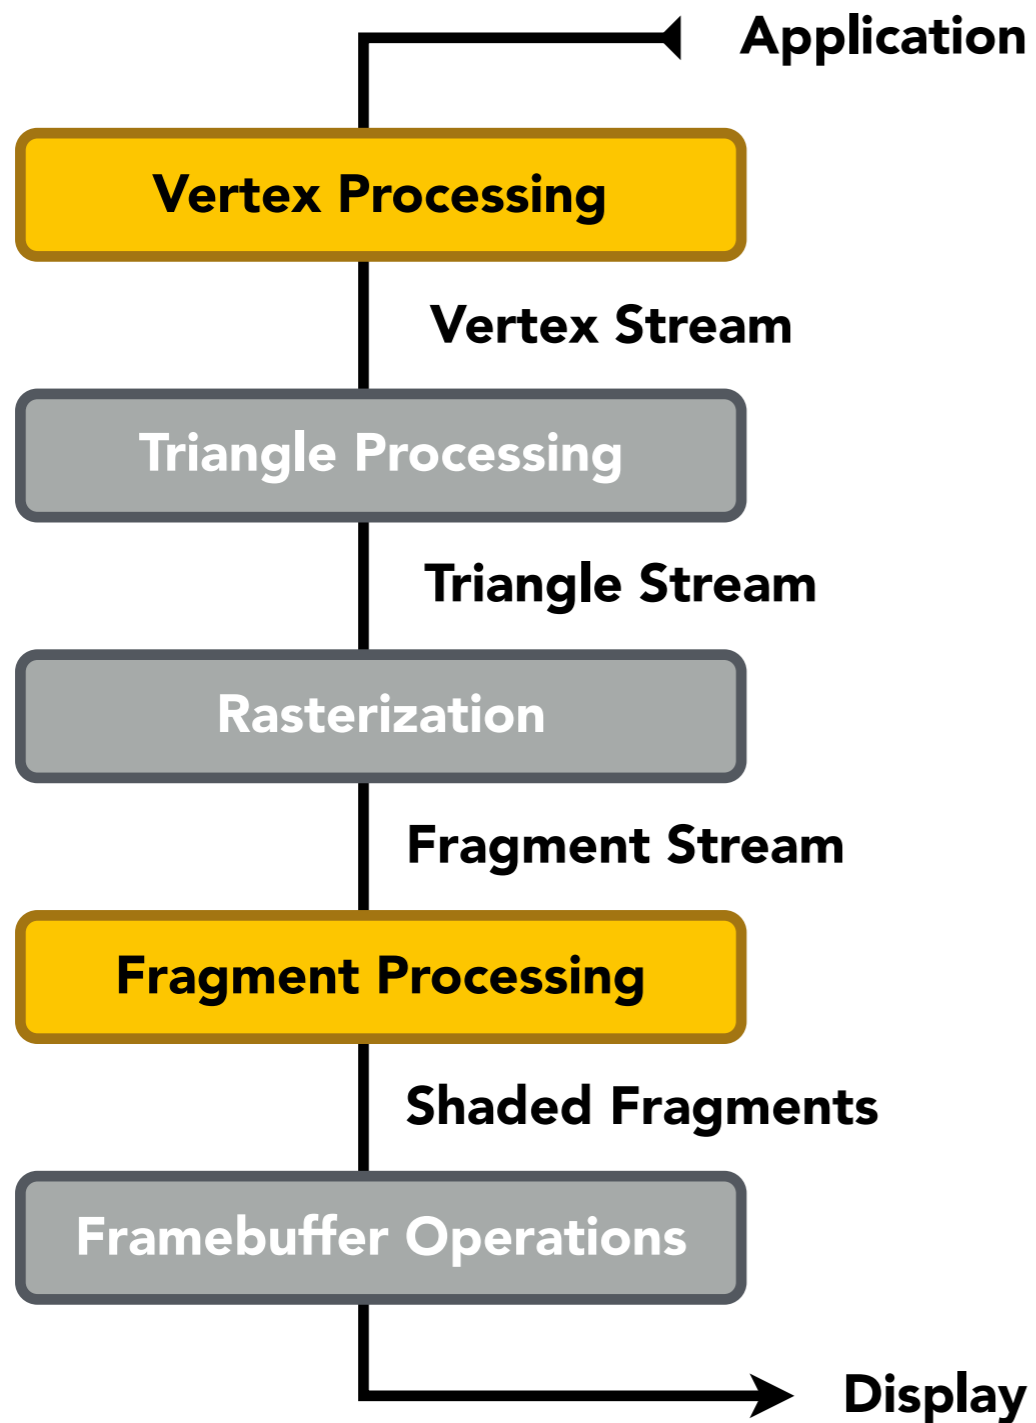 Application
Vertex Processing
Vertex Stream
Triangle Processing
Triangle Stream
Rasterization
Fragment Stream
Fragment Processing
Shaded Fragments
Framebuffer Operations
Display